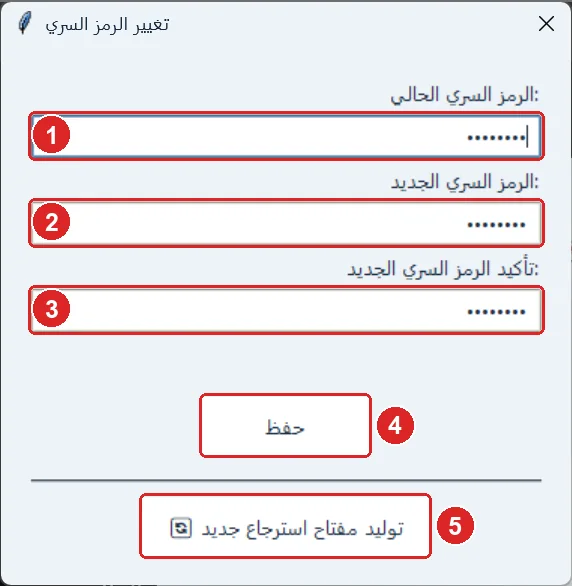 تغيير الرمز السري
الرمز السري الحالي:
1 ••••••••
الرمز السري الجديد:
2 ••••••••
تأكيد الرمز السري الجديد:
3 ••••••••
حفظ 4
توليد مفتاح استرجاع جديد 5